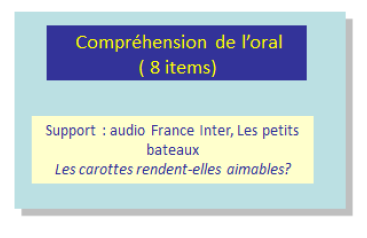 Compréhension de l'oral
( 8 items)
Support : audio France Inter, Les petits
bateaux
Les carottes rendent-elles aimables?